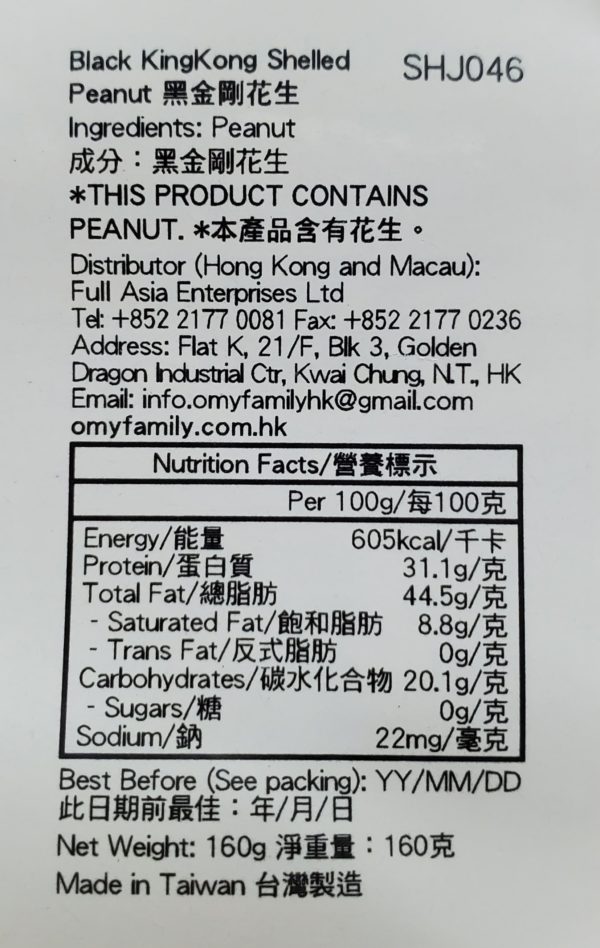 Black KingKong Shelled SHJ046
Peanut 黑金剛花生
Ingredients: Peanut
成分：黑金剛花生
*THIS PRODUCT CONTAINS
PEANUT. *本產品含有花生。
Distributor (Hong Kong and Macau):
Full Asia Enterprises Ltd
Tel: +852 2177 0081 Fax: +852 2177 0236
Address: Flat K, 21/F, Blk 3, Golden
Dragon Industrial Ctr, Kwai Chung, N.T., HK
Email: info.omyfamilyhk@gmail.com
omyfamily.com.hk
Nutrition Facts/營養標示
Per 100g/每100克
Energy/能量 605kcal/千卡
Protein/蛋白質 31.1g/克
Total Fat/總脂肪 44.5g/克
- Saturated Fat/飽和脂肪 8.8g/克
- Trans Fat/反式脂肪 0g/克
Carbohydrates/碳水化合物 20.1g/克
- Sugars/糖 0g/克
Sodium/鈉 22mg/毫克
Best Before (See packing): YY/MM/DD
此日期前最佳：年/月/日
Net Weight: 160g 淨重量：160克
Made in Taiwan 台灣製造